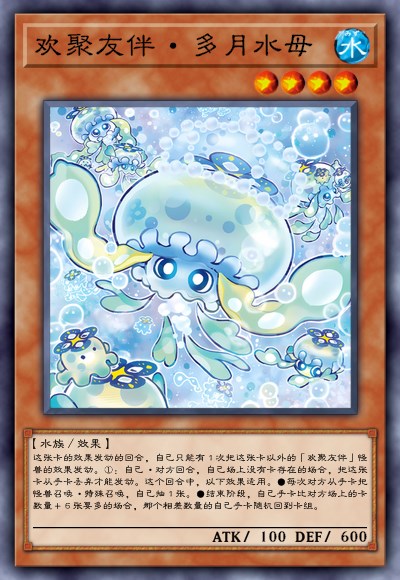 欢聚友伴・多月水母
水
【水族／效果】
这张卡的效果发动的回合，自己只能有1次把这张卡以外的「欢聚友伴」怪
兽的效果发动。①：自己・对方回合，自己场上没有卡存在的场合，把这张
卡从手卡丢弃才能发动。这个回合中，以下效果适用。●每次对方从手卡把
怪兽召唤・特殊召唤，自己抽1张。●结束阶段，自己手卡比对方场上的卡
数量＋6张要多的场合，那个相差数量的自己手卡随机回到卡组。
ATK/ 100 DEF/ 600